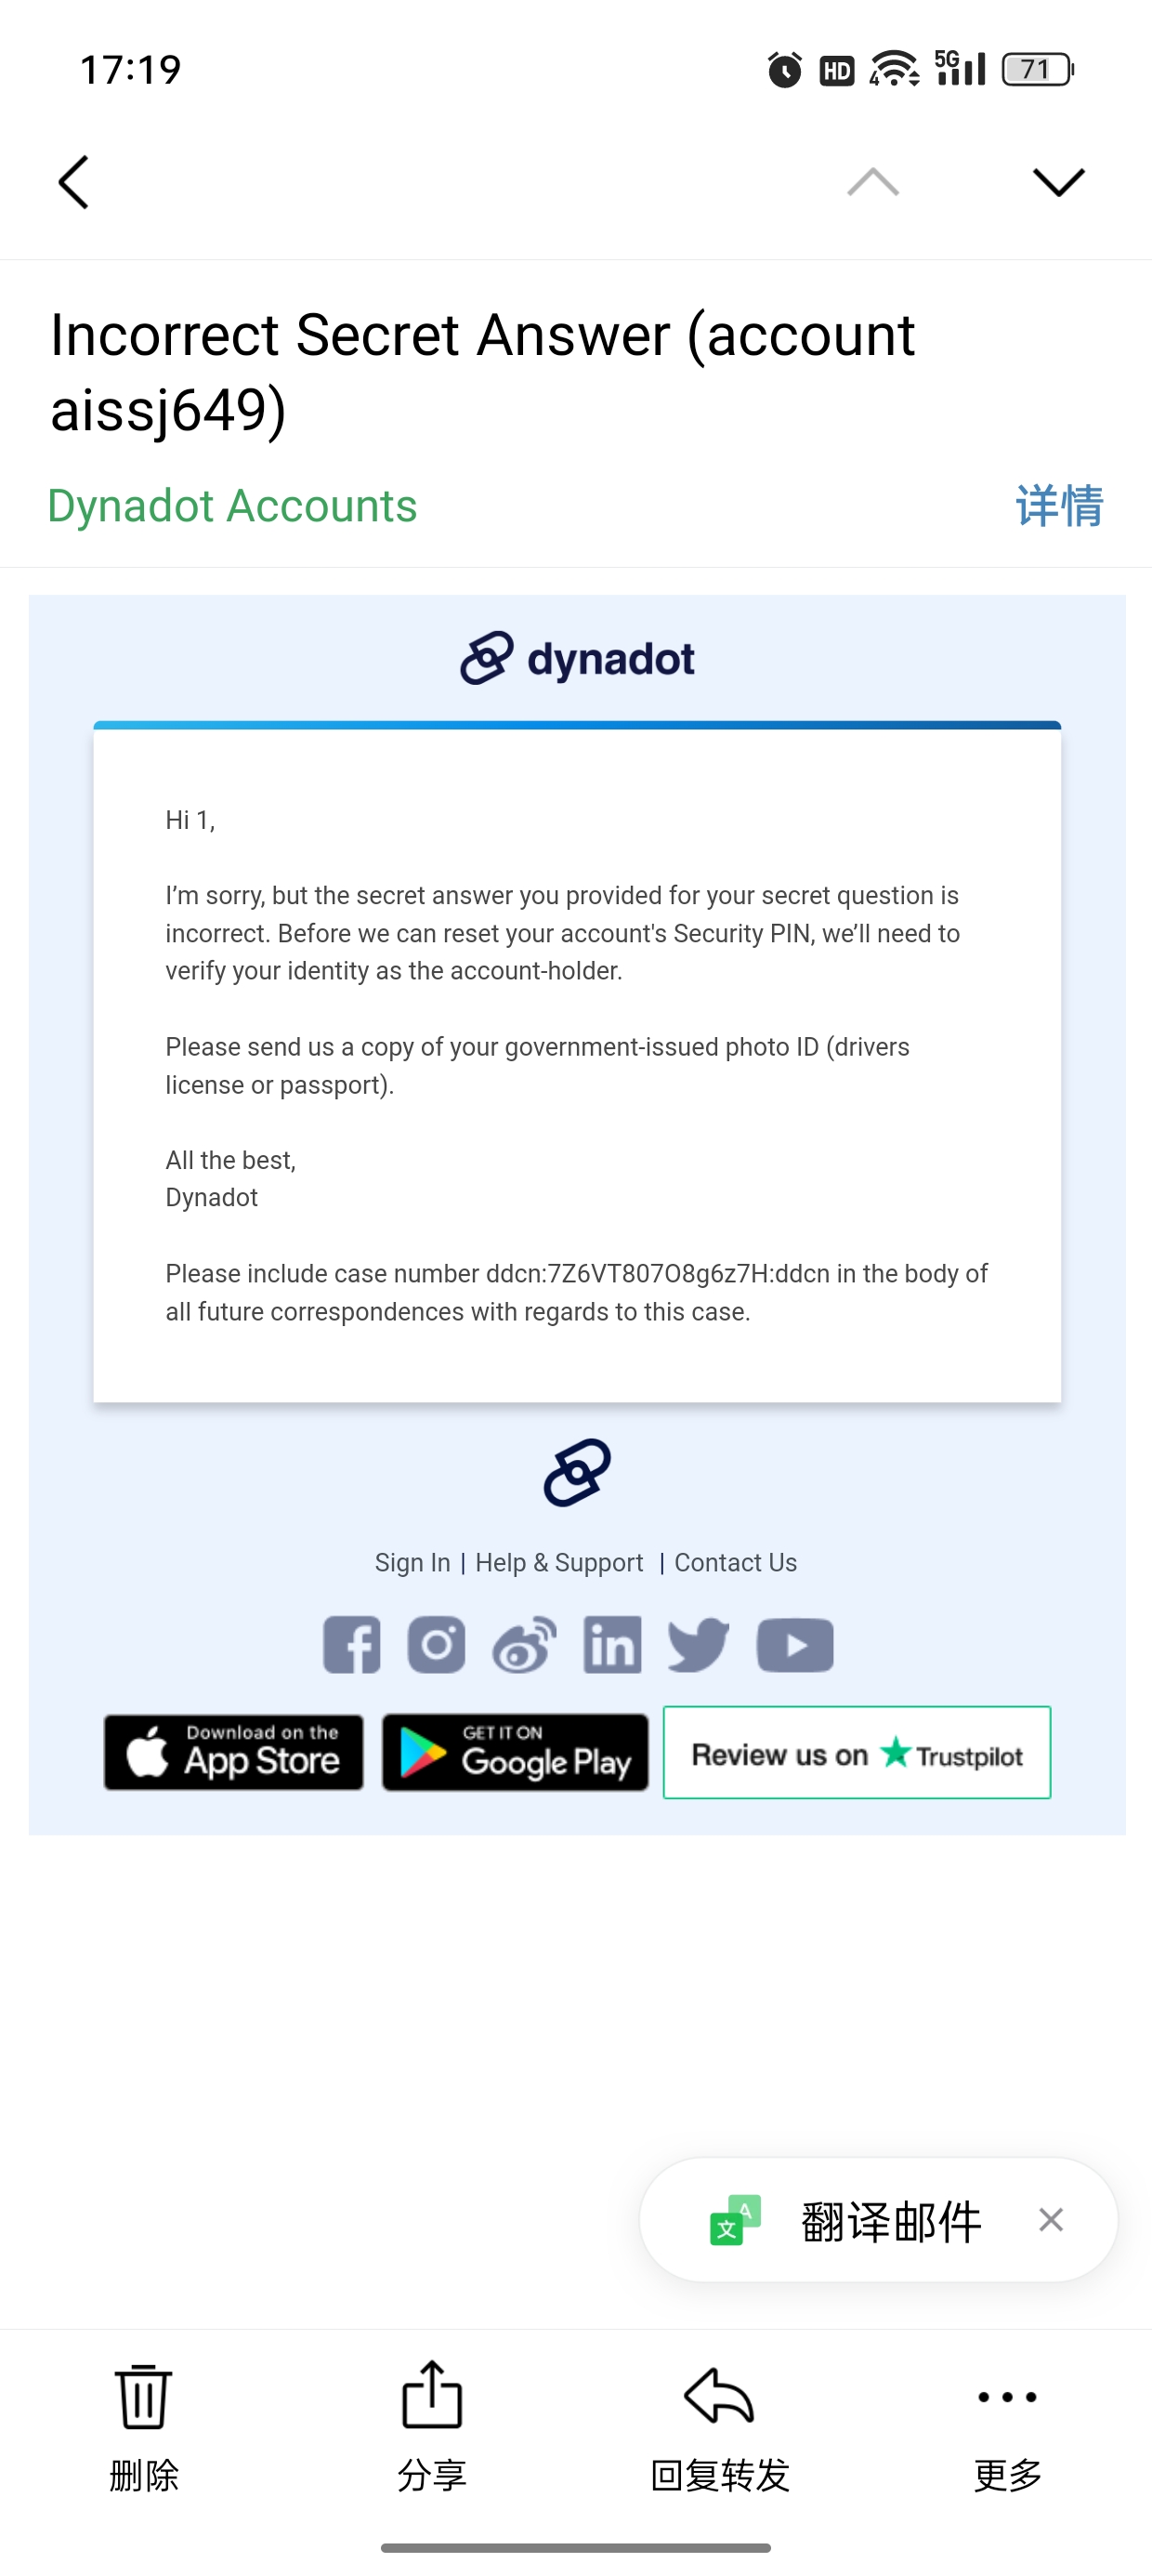 17:19
HD
4
5G
71
Incorrect Secret Answer (account
aissj649)
Dynadot Accounts
详情
dynadot
Hi 1,
I’m sorry, but the secret answer you provided for your secret question is
incorrect. Before we can reset your account's Security PIN, we’ll need to
verify your identity as the account-holder.
Please send us a copy of your government-issued photo ID (drivers
license or passport).
All the best,
Dynadot
Please include case number ddcn:7Z6VT807O8g6z7H:ddcn in the body of
all future correspondences with regards to this case.
Sign In | Help & Support | Contact Us
Download on the
App Store
GET IT ON
Google Play
Review us on Trustpilot
文 A 翻译邮件
删除
分享
回复转发
更多